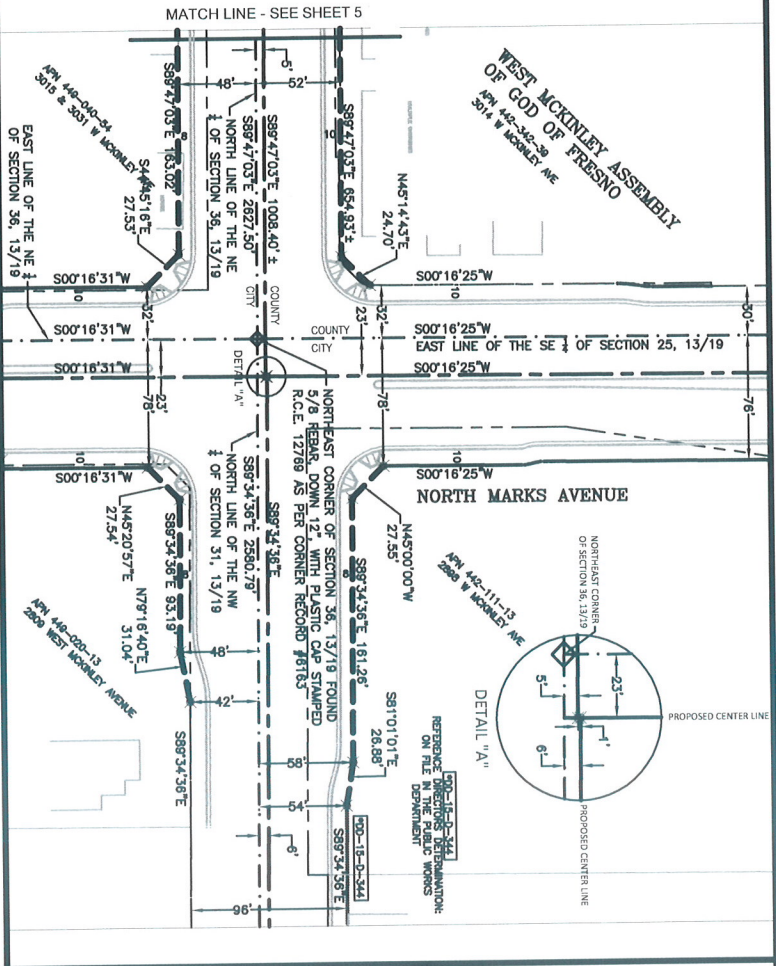 MATCH LINE - SEE SHEET 5
WEST MCKINLEY ASSEMBLY
OF GOD OF FRESNO
APN 442-342-39
3014 W MCKINLEY AVE
APN 449-040-54
3015 & 3031 W MCKINLEY
5'
48'
52'
S89°47'03"E 163.02'
8
S44°45'16"E
27.53'
NORTH LINE OF THE NE
¼ OF SECTION 36, 13/19
S89°47'03"E 2627.50'
S89°47'03"E 1008.40' ±
S89°47'03"E 654.93'±
10
N45°14'43"E
24.70'
EAST LINE OF THE NE ¼
OF SECTION 36, 13/19
S00°16'31"W
10
32'
CITY
COUNTY
23'
32'
S00°16'25"W
10
30'
S00°16'31"W
S00°16'31"W
COUNTY
CITY
S00°16'25"W
EAST LINE OF THE SE ¼ OF SECTION 25, 13/19
S00°16'25"W
DETAIL "A"
23'
78'
78'
76'
10
S00°16'31"W
10
S00°16'25"W
NORTH MARKS AVENUE
NORTHEAST CORNER OF SECTION 36, 13/19 FOUND
5/8 REBAR, DOWN 12", WITH PLASTIC CAP STAMPED
R.C.E. 12769 AS PER CORNER RECORD #6163
S89°34'36"E
S89°34'36"E 2580.79'
NORTH LINE OF THE NW
¼ OF SECTION 31, 13/19
N45°20'57"E
27.54'
S89°34'36"E 93.19'
N79°16'40"E
31.04'
N45°00'00"W
27.55'
S89°34'36"E 161.26'
8
S81°01'01"E
26.88'
APN 442-111-13
2898 W MCKINLEY AVE
APN 449-020-13
2809 WEST MCKINLEY AVENUE
48'
42'
58'
54'
6'
96'
S89°34'36"E
S89°34'36"E
*DD-15-D-344
*DD-15-D-344
REFERENCE DIRECTORS DETERMINATION:
ON FILE IN THE PUBLIC WORKS
DEPARTMENT
NORTHEAST CORNER
OF SECTION 36, 13/19
23'
5'
1'
6'
PROPOSED CENTER LINE
PROPOSED CENTER LINE
DETAIL "A"